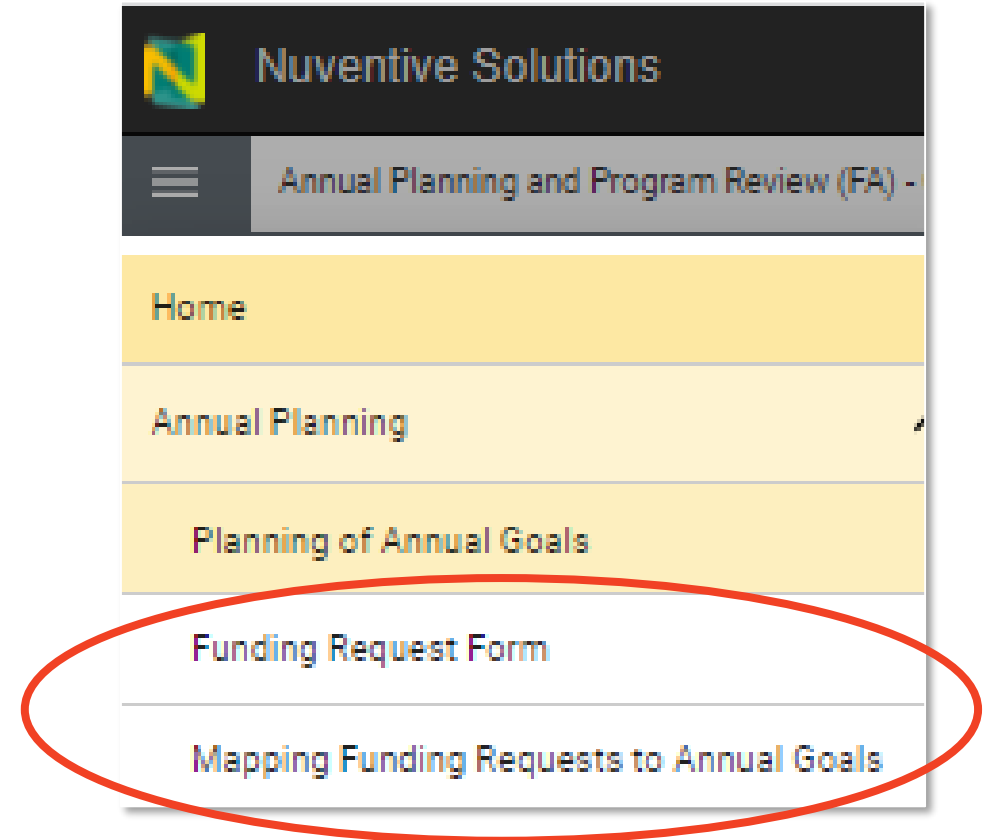 Nuventive Solutions
Annual Planning and Program Review (FA) -
Home
Annual Planning
Planning of Annual Goals
Funding Request Form
Mapping Funding Requests to Annual Goals